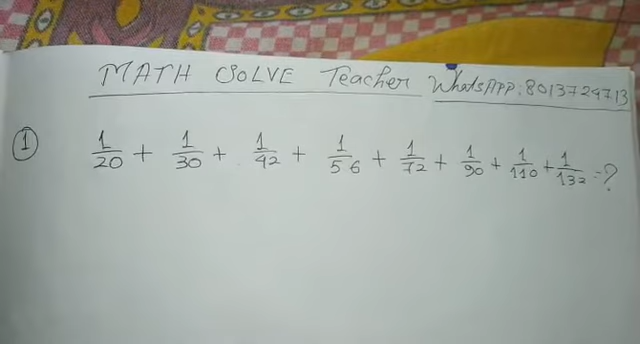 MATH SOLVE Teacher WhatsAPP:8013729713
① 1/20 + 1/30 + 1/42 + 1/56 + 1/72 + 1/90 + 1/110 + 1/132 = ?